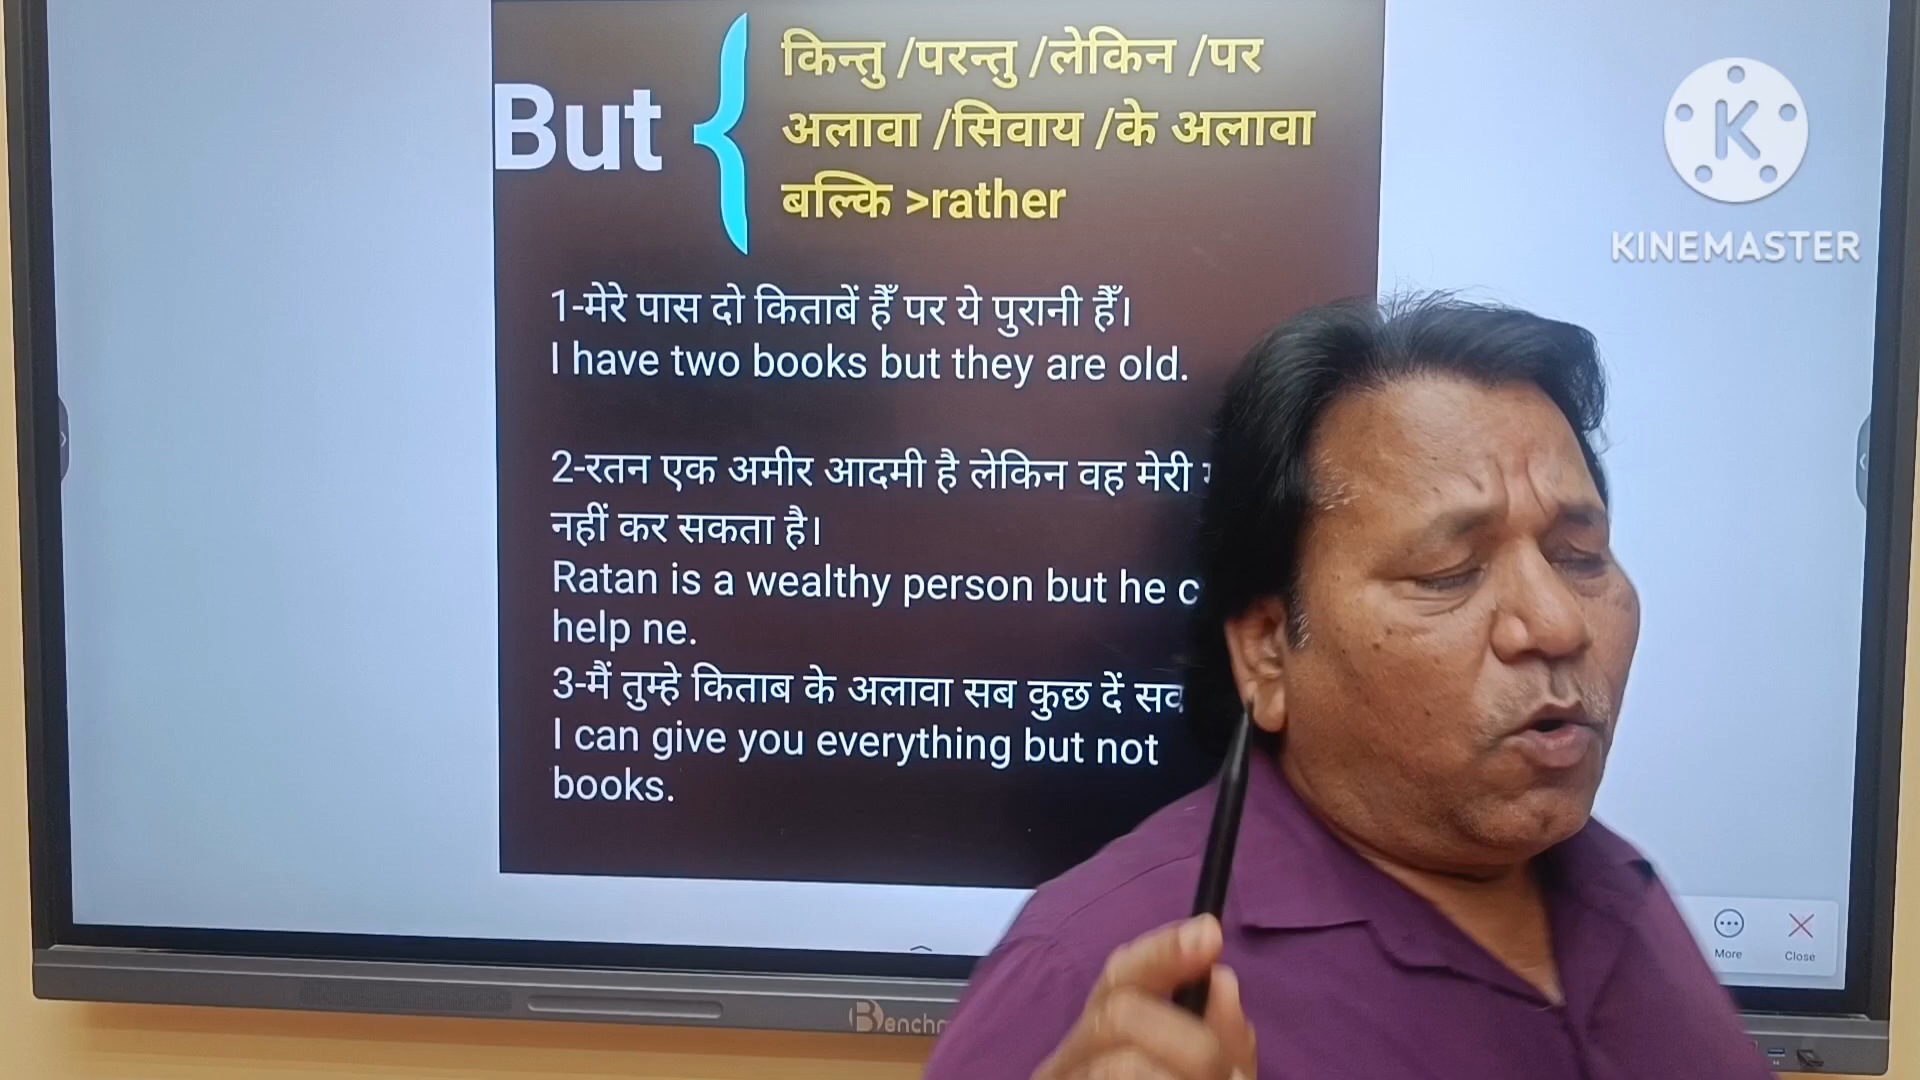 But
किन्तु /परन्तु /लेकिन /पर
अलावा /सिवाय /के अलावा
बल्कि >rather
KINEMASTER
1-मेरे पास दो किताबें हैँ पर ये पुरानी हैँ।
I have two books but they are old.
2-रतन एक अमीर आदमी है लेकिन वह मेरी
नहीं कर सकता है।
Ratan is a wealthy person but he
help ne.
3-मैं तुम्हे किताब के अलावा सब कुछ दें
I can give you everything but not
books.
More
Close